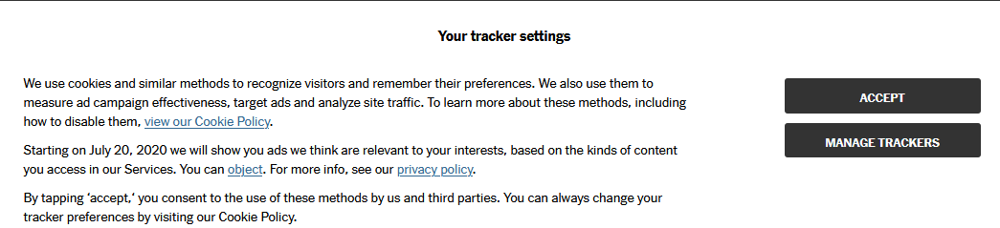 Your tracker settings
We use cookies and similar methods to recognize visitors and remember their preferences. We also use them to
measure ad campaign effectiveness, target ads and analyze site traffic. To learn more about these methods, including
how to disable them, view our Cookie Policy.
Starting on July 20, 2020 we will show you ads we think are relevant to your interests, based on the kinds of content
you access in our Services. You can object. For more info, see our privacy policy.
By tapping ‘accept,‘ you consent to the use of these methods by us and third parties. You can always change your
tracker preferences by visiting our Cookie Policy.
ACCEPT
MANAGE TRACKERS